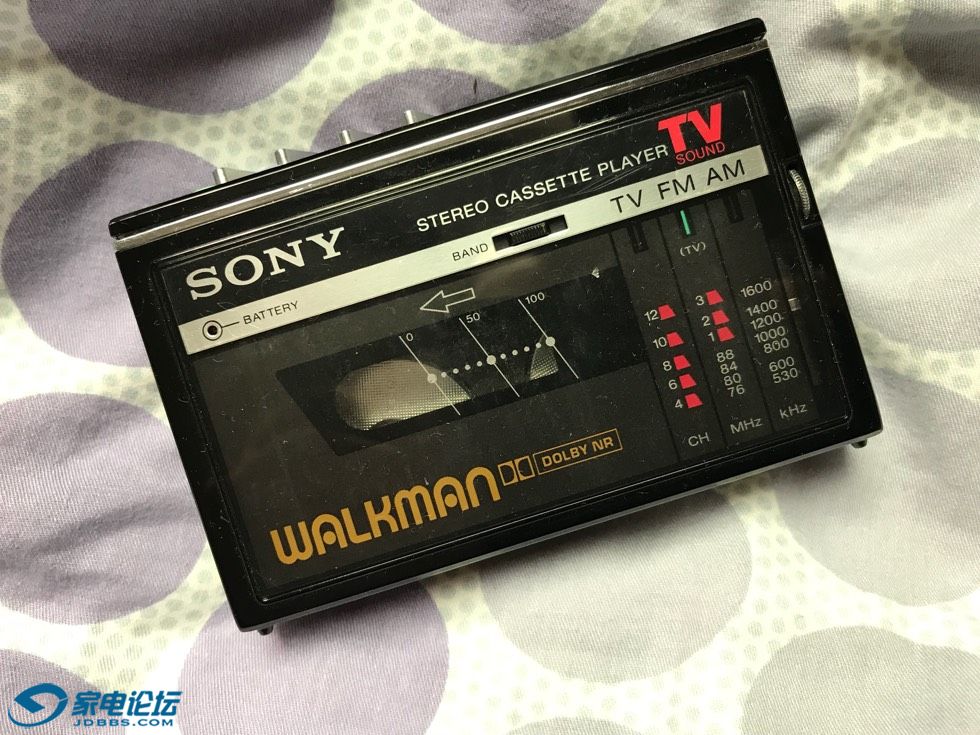 TV
SOUND
STEREO CASSETTE PLAYER
SONY
BAND
TV FM AM
BATTERY
(TV)
0 50 100
12
10
8
6
4
CH
3
2
1
88
84
80
76
MHz
1600
1400
1200
1000
800
600
530
kHz
WALKMAN
DOLBY NR
家电论坛
JDBBS.COM